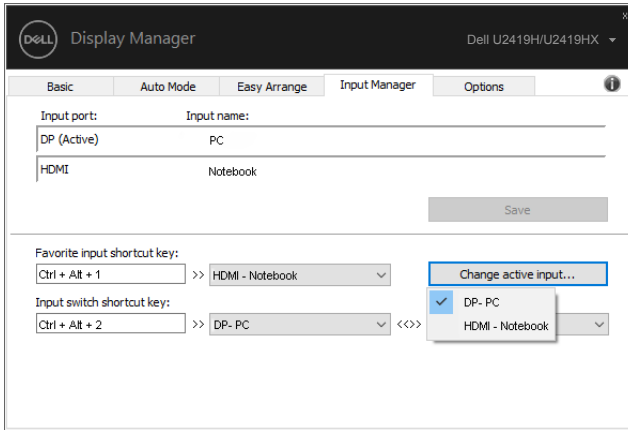 x
DELL Display Manager Dell U2419H/U2419HX
Basic Auto Mode Easy Arrange Input Manager Options i
Input port: Input name:
DP (Active) PC
HDMI Notebook
Save
Favorite input shortcut key:
Ctrl + Alt + 1 >> HDMI - Notebook Change active input...
DP- PC
Input switch shortcut key:
Ctrl + Alt + 2 >> DP- PC <<>> HDMI - Notebook